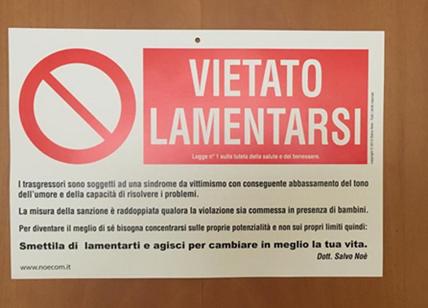 VIETATO
LAMENTARSI
Legge n° 1 sulla tutela della salute e del benessere.
I trasgressori sono soggetti ad una sindrome da vittimismo con conseguente abbassamento del tono
dell'umore e della capacità di risolvere i problemi.
La misura della sanzione è raddoppiata qualora la violazione sia commessa in presenza di bambini.
Per diventare il meglio di sé bisogna concentrarsi sulle proprie potenzialità e non sui propri limiti quindi:
Smettila di lamentarti e agisci per cambiare in meglio la tua vita.
Dott. Salvo Noè
www.noecom.it